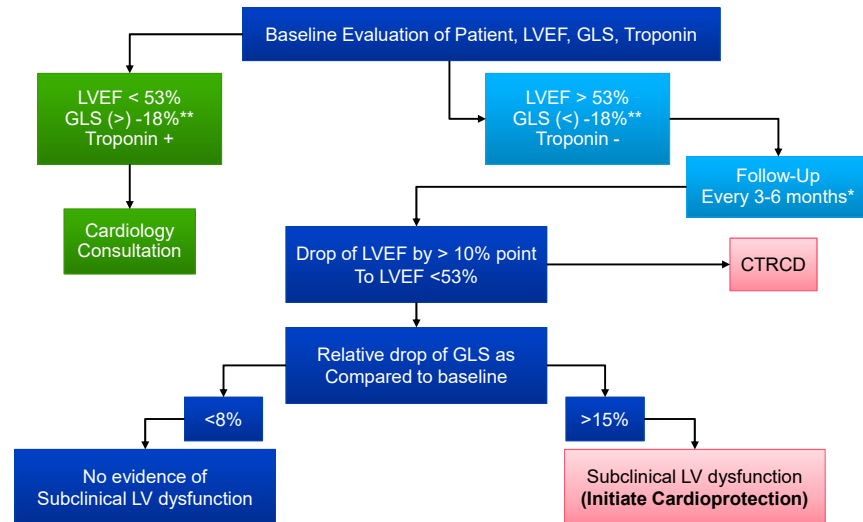 Baseline Evaluation of Patient, LVEF, GLS, Troponin
LVEF < 53%
GLS (>) -18%**
Troponin +
LVEF > 53%
GLS (<) -18%**
Troponin -
Follow-Up
Every 3-6 months*
Cardiology
Consultation
Drop of LVEF by > 10% point
To LVEF <53%
CTRCD
Relative drop of GLS as
Compared to baseline
<8%
>15%
No evidence of
Subclinical LV dysfunction
Subclinical LV dysfunction
(Initiate Cardioprotection)